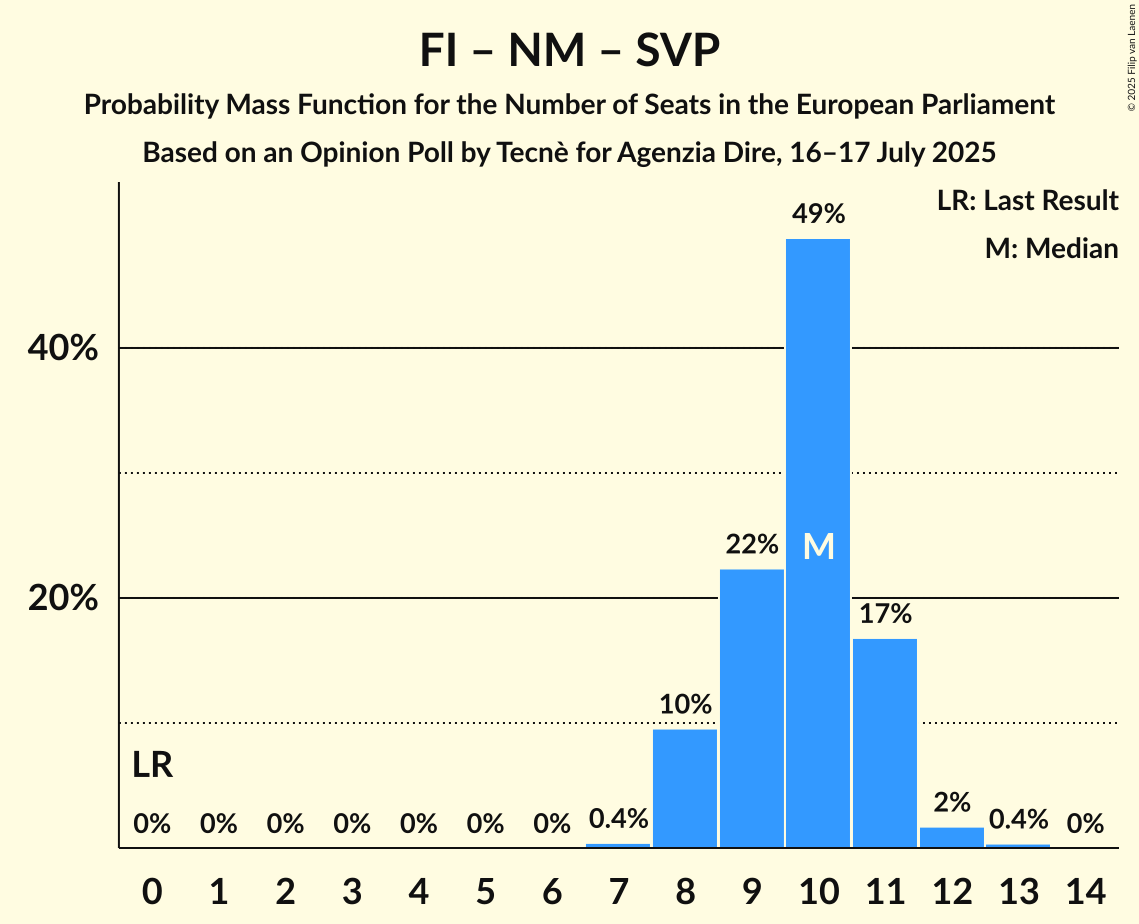 FI – NM – SVP
Probability Mass Function for the Number of Seats in the European Parliament
Based on an Opinion Poll by Tecnè for Agenzia Dire, 16–17 July 2025
© 2025 Filip van Laenen
LR: Last Result
M: Median
49%
40%
22%
M
20%
17%
10%
LR
0% 0% 0% 0% 0% 0% 0% 0.4% 2% 0.4% 0%
0 1 2 3 4 5 6 7 8 9 10 11 12 13 14